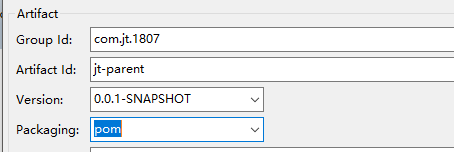 Artifact
Group Id: com.jt.1807
Artifact Id: jt-parent
Version: 0.0.1-SNAPSHOT
Packaging: pom